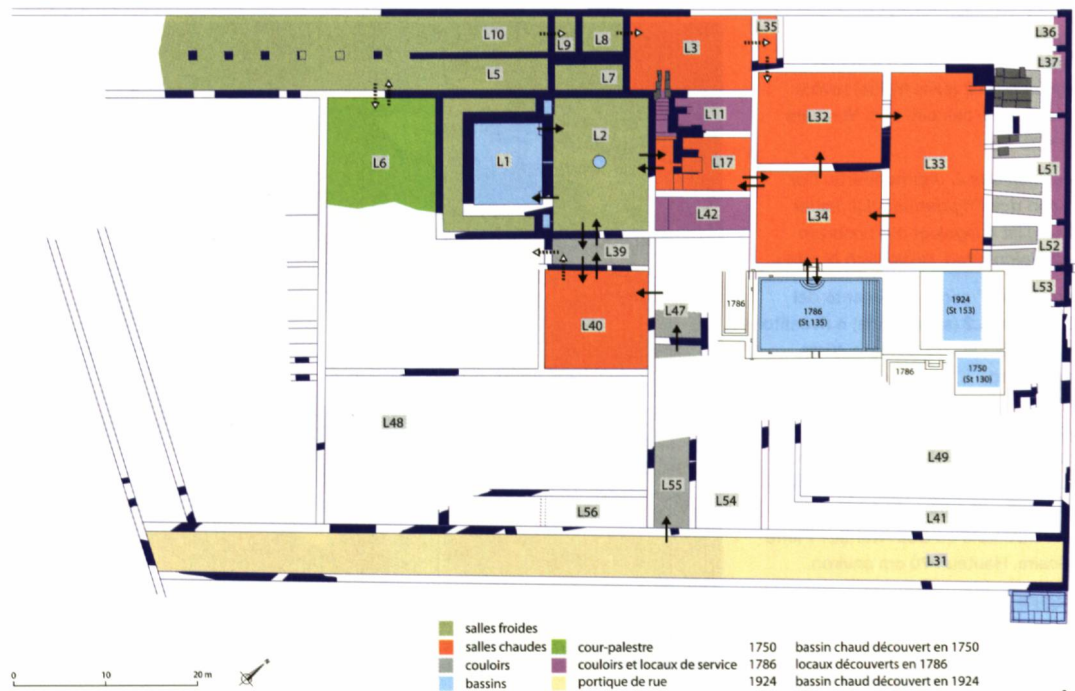 L10
L9
L8
L3
L35
L36
L5
L7
L37
L6
L1
L2
L11
L32
L33
L17
L51
L42
L34
L39
L52
L53
L40
L47
1786
1786
(St 135)
1924
(St 153)
1786
1750
(St 130)
L48
L49
L55
L54
L56
L41
L31
salles froides
salles chaudes
couloirs
bassins
cour-palestre
couloirs et locaux de service
portique de rue
1750 bassin chaud découvert en 1750
1786 locaux découverts en 1786
1924 bassin chaud découvert en 1924
0 10 20 m